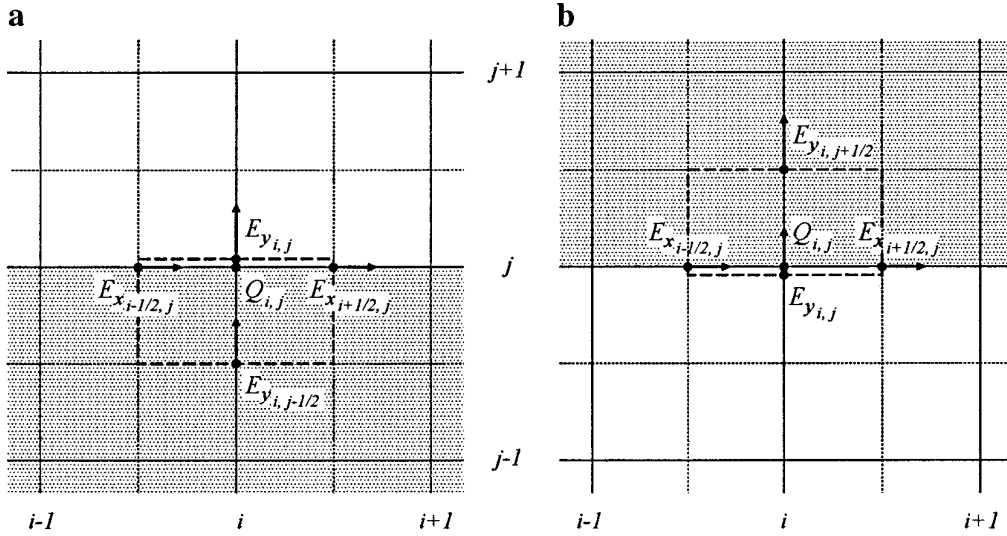 a
b
j+1
E_{y_{i, j+1/2}}
E_{y_{i, j}}
E_{x_{i-1/2, j}}
Q_{i, j}
E_{x_{i+1/2, j}}
j
E_{x_{i-1/2, j}}
Q_{i, j}
E_{x_{i+1/2, j}}
E_{y_{i, j}}
E_{y_{i, j-1/2}}
j-1
i-1
i
i+1
i-1
i
i+1